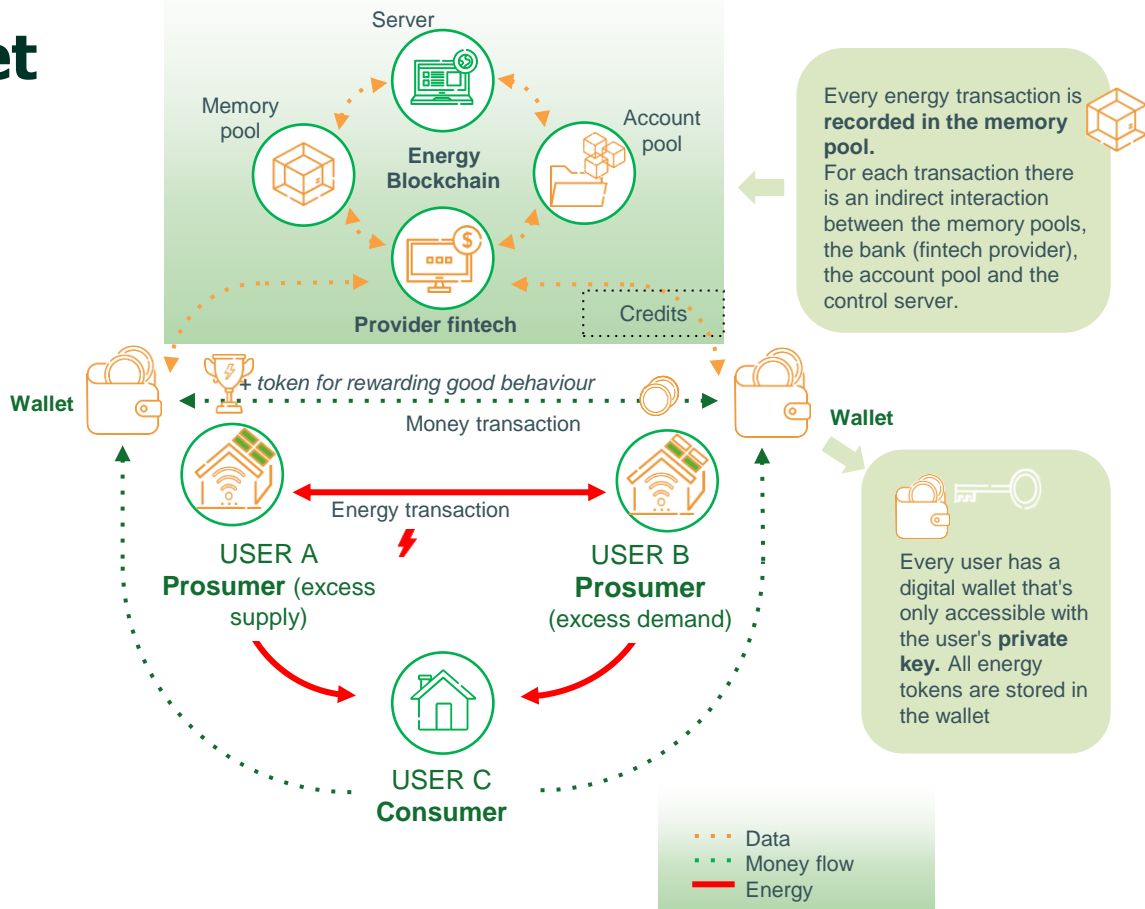 et
Server
Memory
pool
Account
pool
Energy
Blockchain
Provider fintech
Credits
Every energy transaction is
recorded in the memory
pool.
For each transaction there
is an indirect interaction
between the memory pools,
the bank (fintech provider),
the account pool and the
control server.
+ token for rewarding good behaviour
Wallet
Money transaction
Wallet
Energy transaction
USER A
Prosumer (excess
supply)
USER B
Prosumer
(excess demand)
Every user has a
digital wallet that's
only accessible with
the user's private
key. All energy
tokens are stored in
the wallet
USER C
Consumer
Data
Money flow
Energy